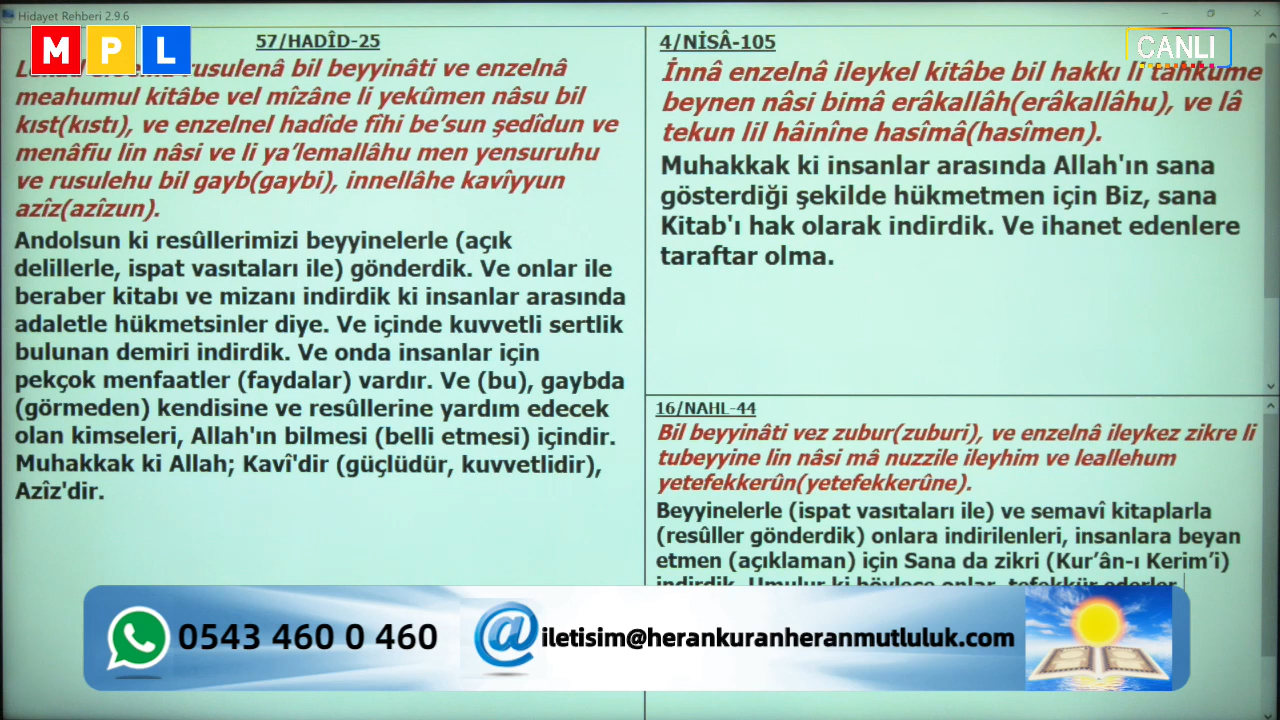 Hidayet Rehberi 2.9.6
M P L
CANLI
57/HADÎD-25
rusulenâ bil beyyinâti ve enzelnâ
meahumul kitâbe vel mîzâne li yekûmen nâsu bil
kıst(kıstı), ve enzelnel hadîde fîhi be’sun şedîdun ve
menâfiu lin nâsi ve li ya’lemallâhu men yensuruhu
ve rusulehu bil gayb(gaybi), innellâhe kavîyyun
azîz(azîzun).
Andolsun ki resûllerimizi beyyinelerle (açık
delillerle, ispat vasıtaları ile) gönderdik. Ve onlar ile
beraber kitabı ve mizanı indirdik ki insanlar arasında
adaletle hükmetsinler diye. Ve içinde kuvvetli sertlik
bulunan demiri indirdik. Ve onda insanlar için
pekçok menfaatler (faydalar) vardır. Ve (bu), gaybda
(görmeden) kendisine ve resûllerine yardım edecek
olan kimseleri, Allah'ın bilmesi (belli etmesi) içindir.
Muhakkak ki Allah; Kavî'dir (güçlüdür, kuvvetlidir),
Azîz'dir.
4/NİSÂ-105
İnnâ enzelnâ ileykel kitâbe bil hakkı li tahkume
beynen nâsi bimâ erâkallâh(erâkallâhu), ve lâ
tekun lil hâinîne hasîmâ(hasîmen).
Muhakkak ki insanlar arasında Allah'ın sana
gösterdiği şekilde hükmetmen için Biz, sana
Kitab'ı hak olarak indirdik. Ve ihanet edenlere
taraftar olma.
16/NAHL-44
Bil beyyinâti vez zubur(zuburi), ve enzelnâ ileykez zikre li
tubeyyine lin nâsi mâ nuzzile ileyhim ve leallehum
yetefekkerûn(yetefekkerûne).
Beyyinelerle (ispat vasıtaları ile) ve semavî kitaplarla
(resûller gönderdik) onlara indirilenleri, insanlara beyan
etmen (açıklaman) için Sana da zikri (Kur’ân-ı Kerim’i)
indirdik. Umulur ki böylece onlar, tefekkür ederler.
0543 460 0 460
iletisim@herankuranheranmutluluk.com